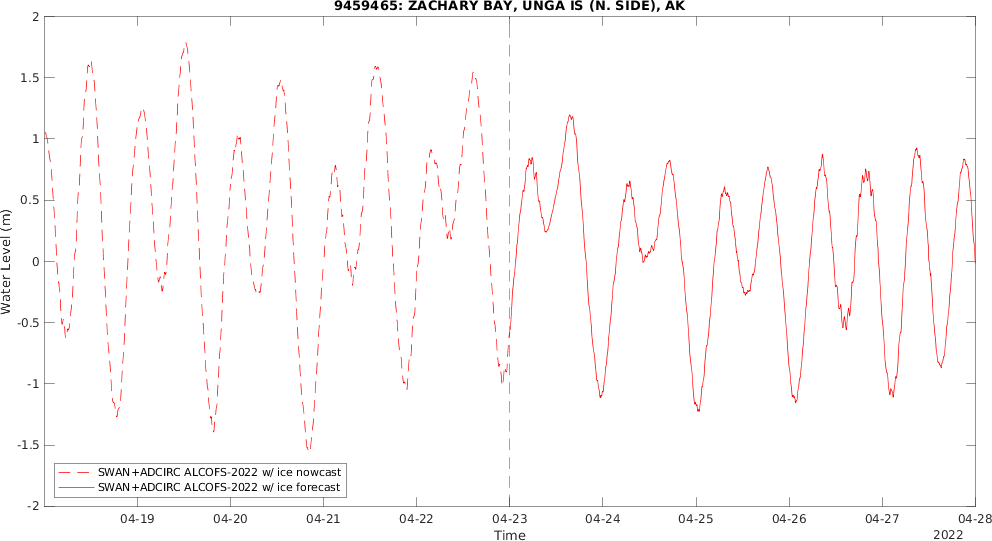 9459465: ZACHARY BAY, UNGA IS (N. SIDE), AK
2
1.5
1
0.5
0
-0.5
-1
-1.5
-2
Water Level (m)
SWAN+ADCIRC ALCOFS-2022 w/ ice nowcast
SWAN+ADCIRC ALCOFS-2022 w/ ice forecast
04-19 04-20 04-21 04-22 04-23 04-24 04-25 04-26 04-27 04-28
Time
2022